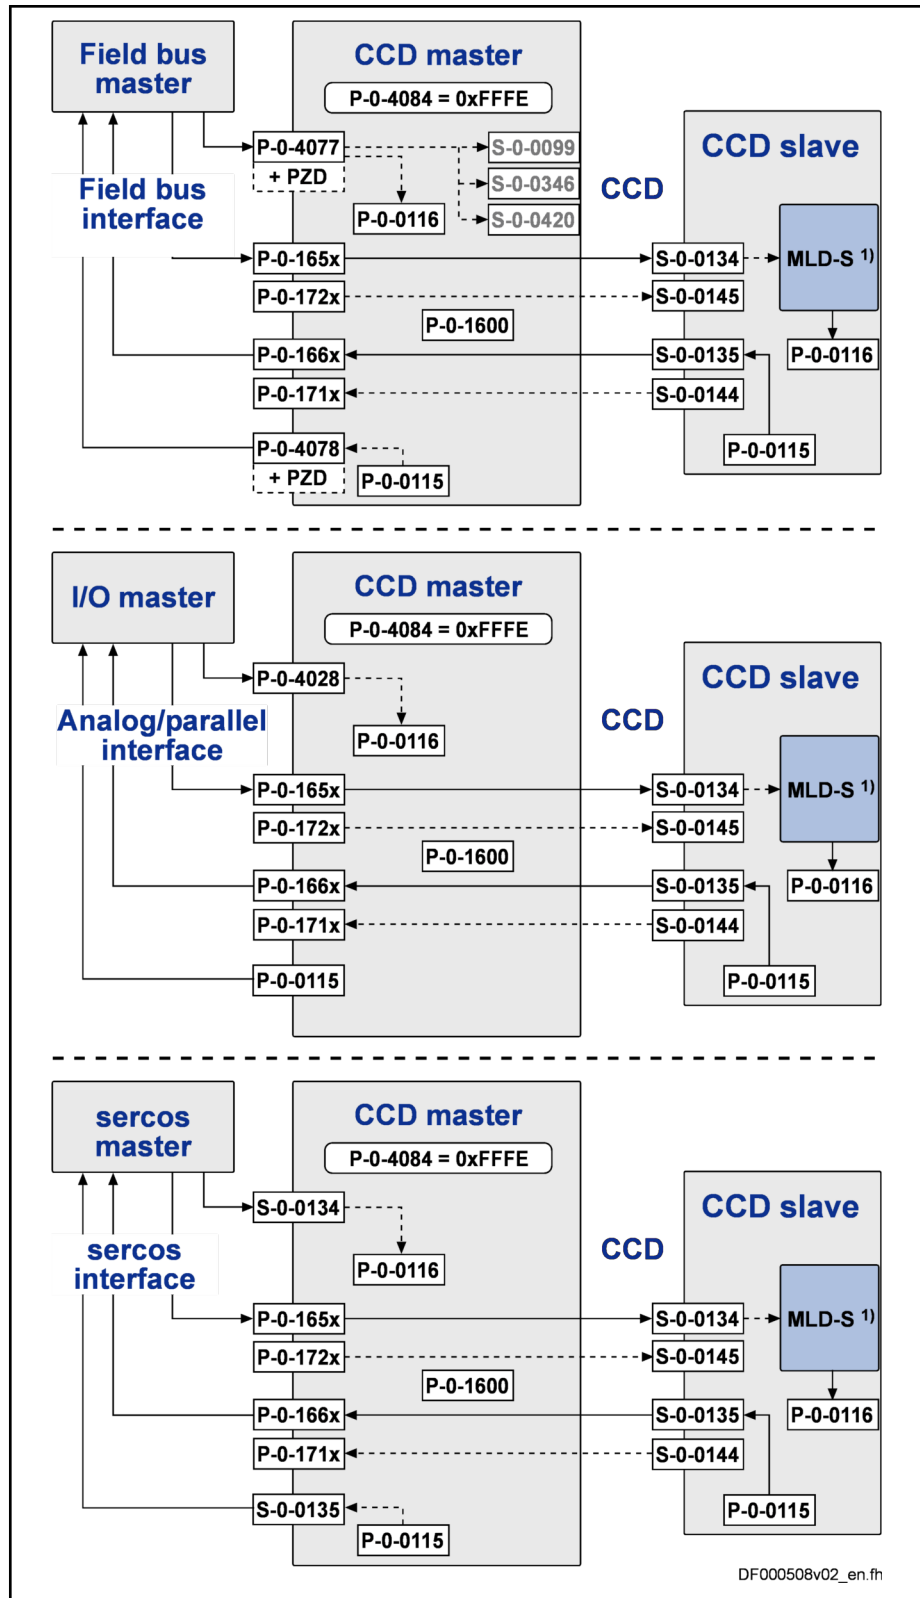 Field bus
master
CCD master
P-0-4084 = 0xFFFE
P-0-4077
+ PZD
S-0-0099
S-0-0346
S-0-0420
P-0-0116
Field bus
interface
CCD
CCD slave
P-0-165x
S-0-0134
MLD-S 1)
P-0-172x
S-0-0145
P-0-1600
P-0-166x
S-0-0135
P-0-0116
P-0-171x
S-0-0144
P-0-4078
+ PZD
P-0-0115
P-0-0115
I/O master
CCD master
P-0-4084 = 0xFFFE
P-0-4028
P-0-0116
Analog/parallel
interface
CCD
CCD slave
P-0-165x
S-0-0134
MLD-S 1)
P-0-172x
S-0-0145
P-0-1600
P-0-166x
S-0-0135
P-0-0116
P-0-171x
S-0-0144
P-0-0115
P-0-0115
sercos
master
CCD master
P-0-4084 = 0xFFFE
S-0-0134
P-0-0116
sercos
interface
CCD
CCD slave
P-0-165x
S-0-0134
MLD-S 1)
P-0-172x
S-0-0145
P-0-1600
P-0-166x
S-0-0135
P-0-0116
P-0-171x
S-0-0144
S-0-0135
P-0-0115
P-0-0115
DF000508v02_en.fh